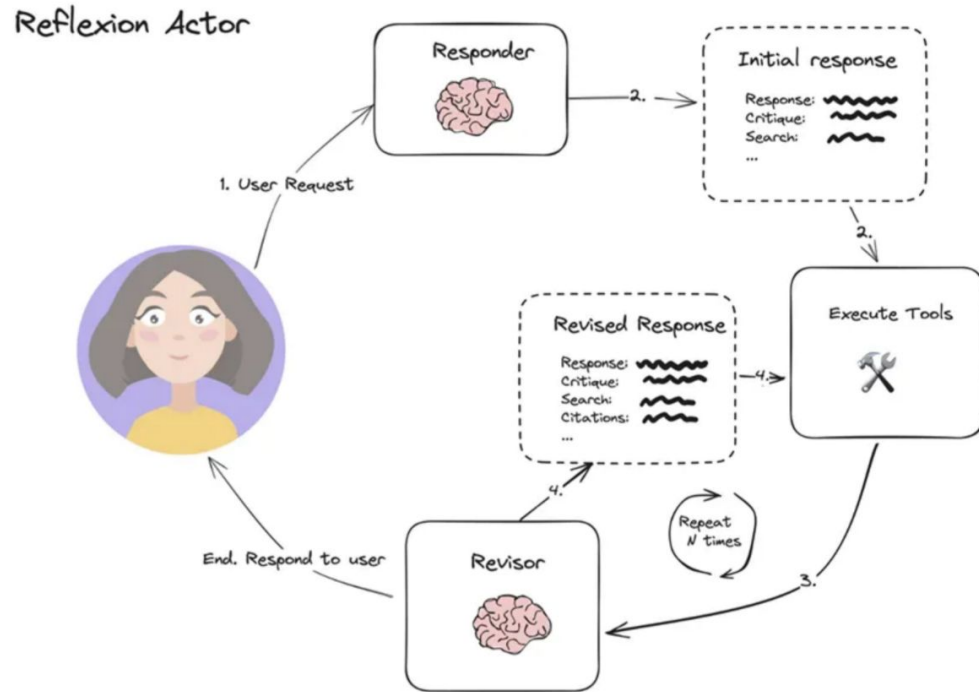 Reflexion Actor
Responder
2.
Initial response
Response:
Critique:
Search:
...
1. User Request
2.
Execute Tools
Revised Response
Response:
Critique:
Search:
Citations:
...
4.
4.
Repeat
N times
3.
End. Respond to user
Revisor